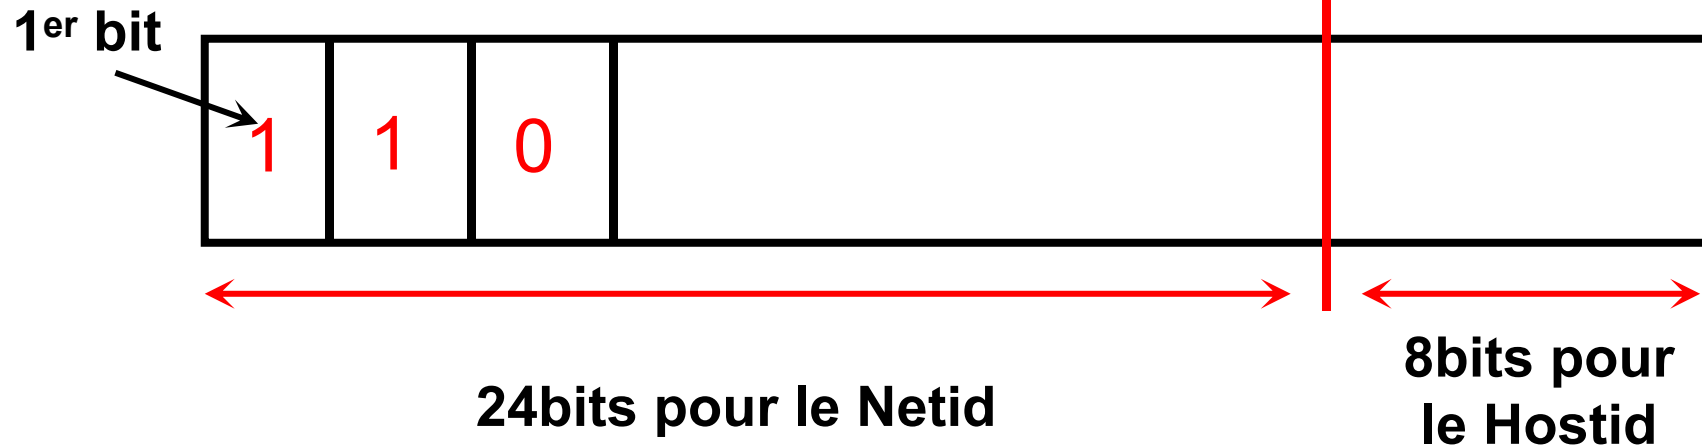 1er bit
1 1 0
24bits pour le Netid
8bits pour
le Hostid